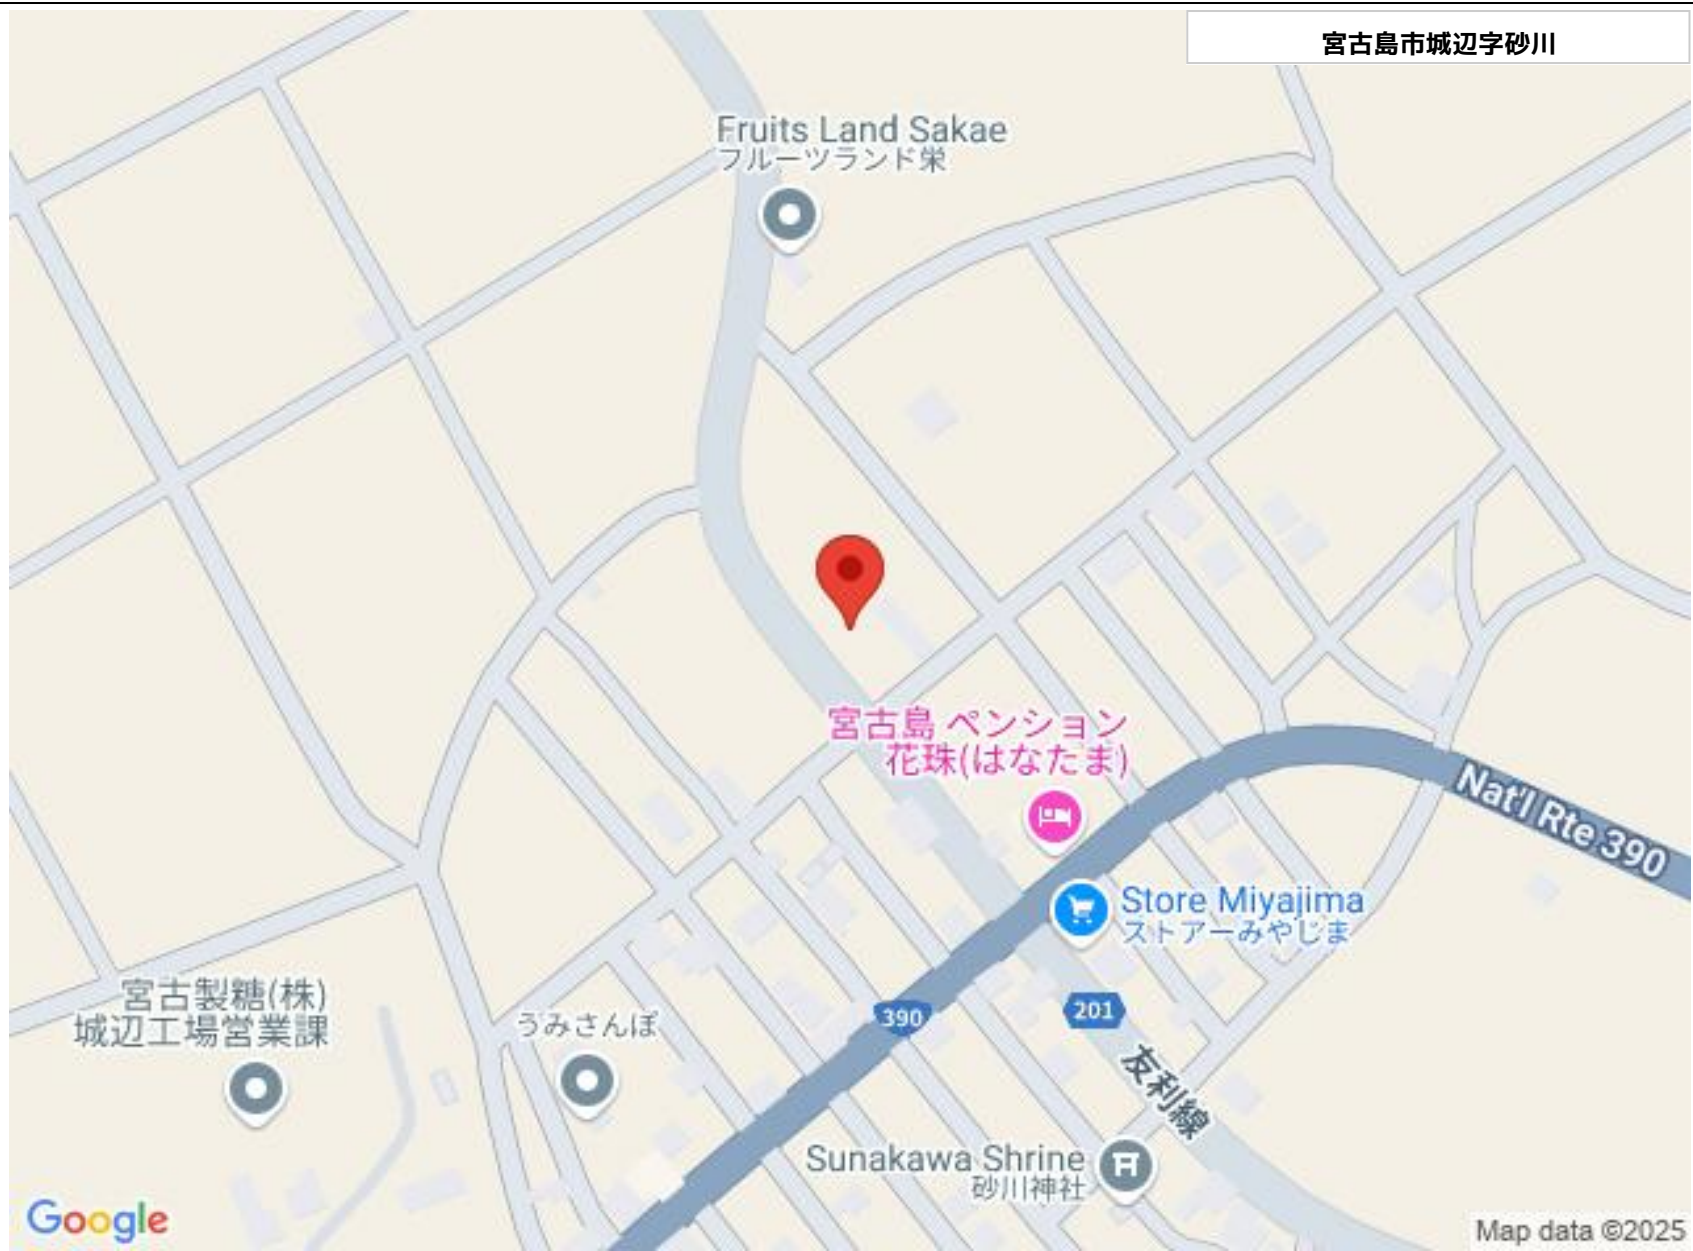 宮古島市城辺字砂川
Fruits Land Sakae
フルーツランド栄
宮古島 ペンション
花珠(はなたま)
Nat'l Rte 390
Store Miyajima
ストアーみやじま
宮古製糖(株)
城辺工場営業課
うみさんぽ
390
201
友利線
Sunakawa Shrine
砂川神社
Google
Map data ©2025